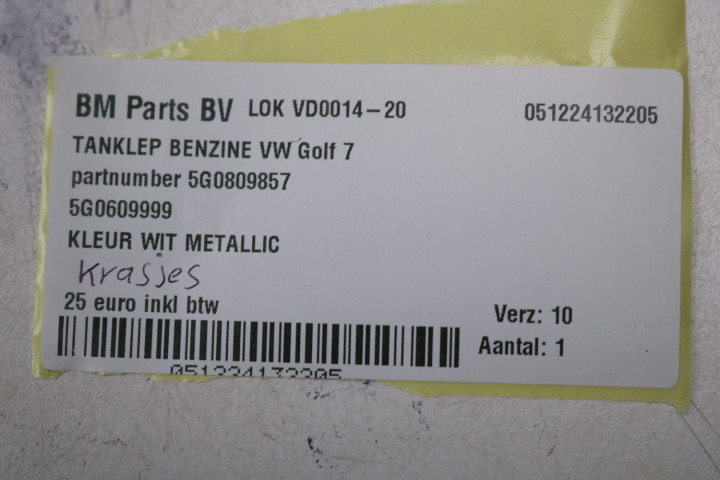 BM Parts BV LOK VD0014-20 051224132205
TANKLEP BENZINE VW Golf 7
partnumber 5G0809857
5G0609999
KLEUR WIT METALLIC
krasjes
25 euro inkl btw
Verz: 10
Aantal: 1
051224132205